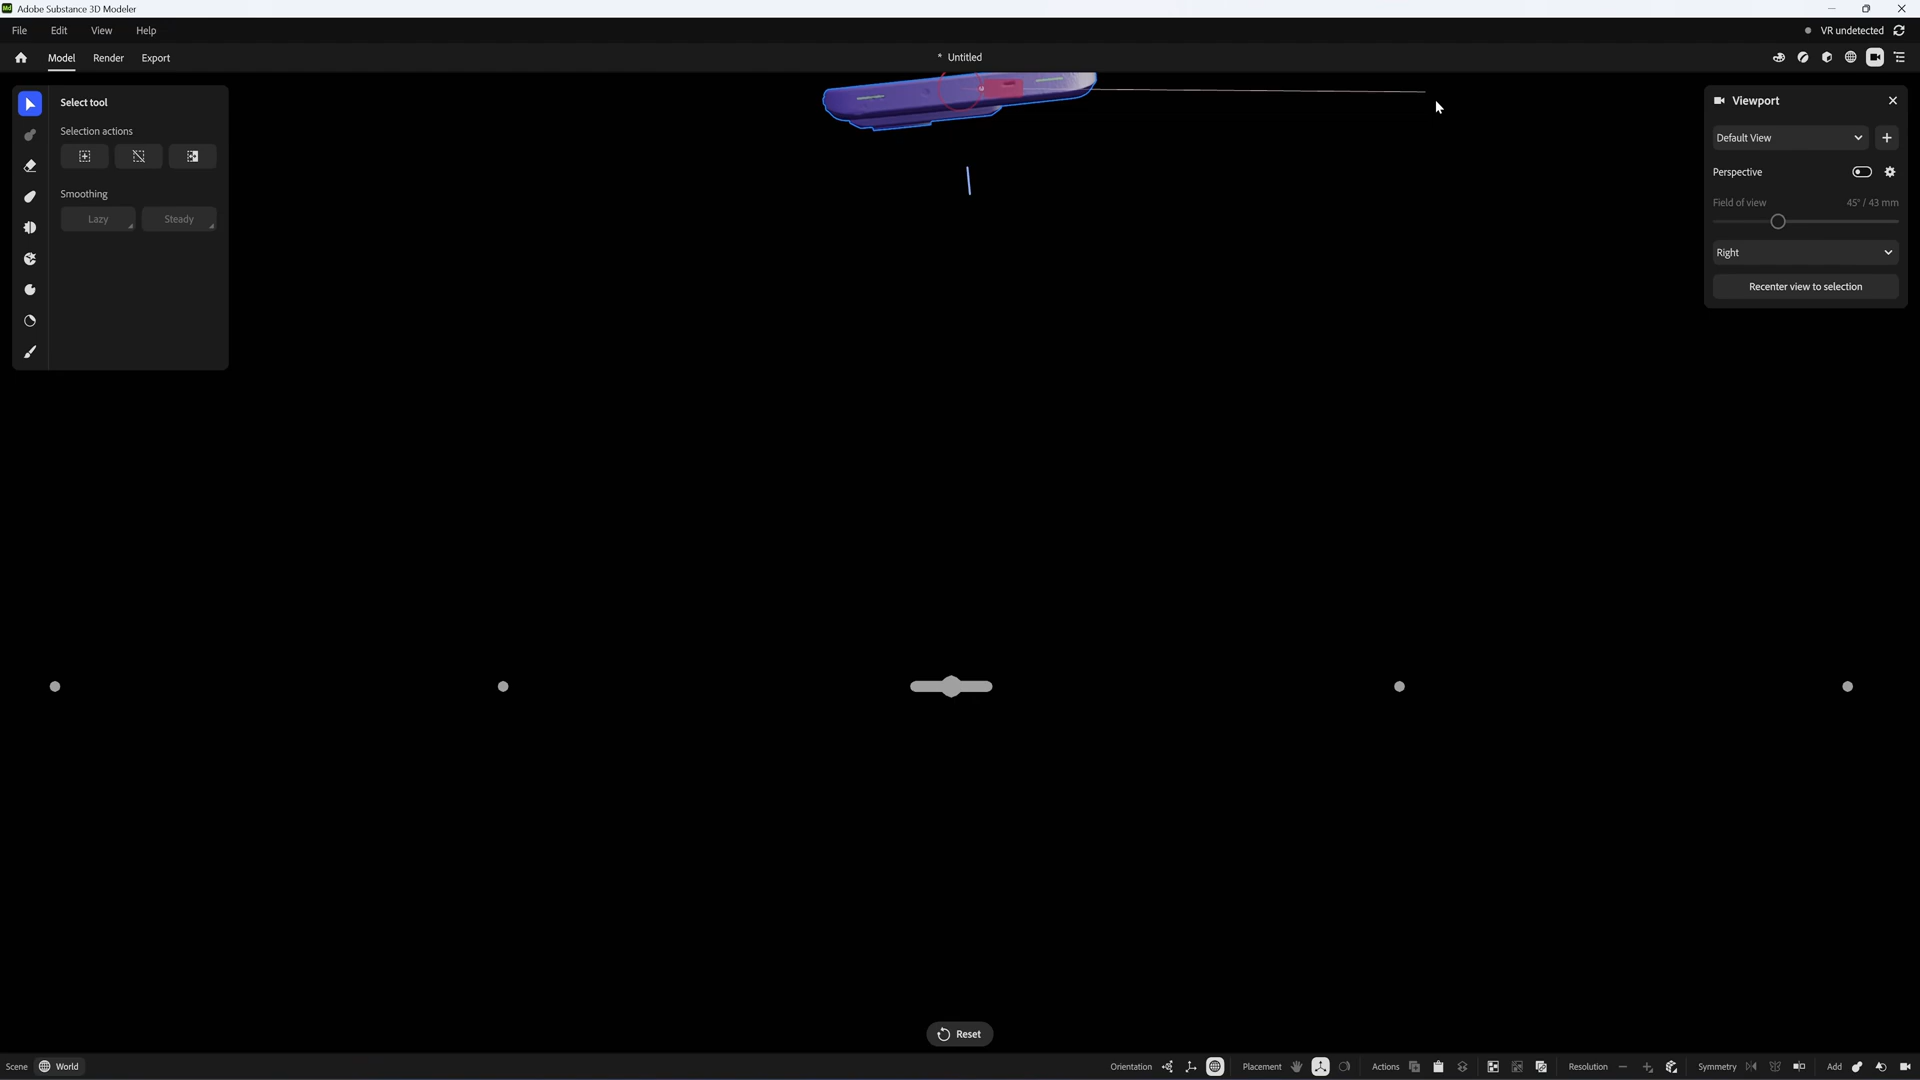 Md Adobe Substance 3D Modeler
File Edit View Help
VR undetected
Model Render Export
* Untitled
Select tool
Selection actions
Smoothing
Lazy Steady
Viewport
Default View
Perspective
Field of view 45° / 43 mm
Right
Recenter view to selection
Reset
Scene World
Orientation Placement Actions Resolution Symmetry Add